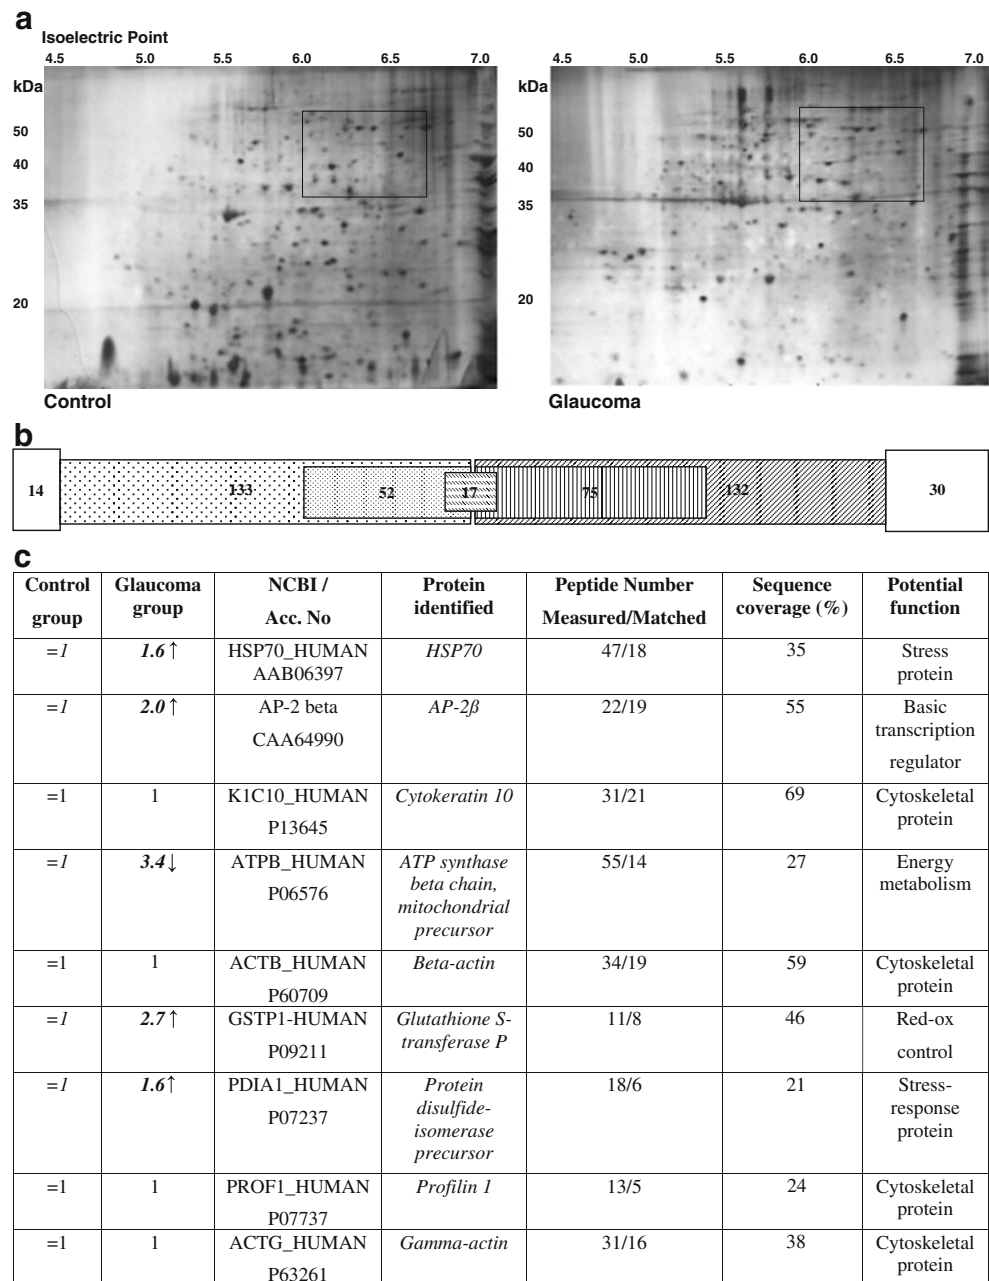 a
Isoelectric Point
4.5 5.0 5.5 6.0 6.5 7.0
kDa
50
40
35
20
Control
4.5 5.0 5.5 6.0 6.5 7.0
kDa
50
40
35
20
Glaucoma
b
14 133 52 17 75 132 30
c
Control group
Glaucoma group
NCBI / Acc. No
Protein identified
Peptide Number Measured/Matched
Sequence coverage (%)
Potential function
=1
1.6↑
HSP70_HUMAN
AAB06397
HSP70
47/18
35
Stress
protein
=1
2.0↑
AP-2 beta
CAA64990
AP-2ß
22/19
55
Basic
transcription
regulator
=1
1
K1C10_HUMAN
P13645
Cytokeratin 10
31/21
69
Cytoskeletal
protein
=1
3.4↓
ATPB_HUMAN
P06576
ATP synthase
beta chain,
mitochondrial
precursor
55/14
27
Energy
metabolism
=1
1
ACTB_HUMAN
P60709
Beta-actin
34/19
59
Cytoskeletal
protein
=1
2.7↑
GSTP1-HUMAN
P09211
Glutathione S-
transferase P
11/8
46
Red-ox
control
=1
1.6↑
PDIA1_HUMAN
P07237
Protein
disulfide-
isomerase
precursor
18/6
21
Stress-
response
protein
=1
1
PROF1_HUMAN
P07737
Profilin 1
13/5
24
Cytoskeletal
protein
=1
1
ACTG_HUMAN
P63261
Gamma-actin
31/16
38
Cytoskeletal
protein